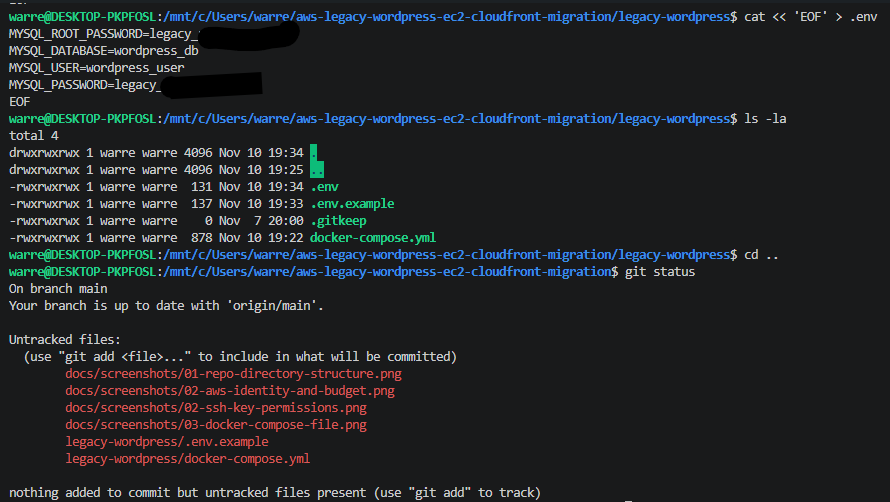 EOF
warre@DESKTOP-PKPFOSL:/mnt/c/Users/warre/aws-legacy-wordpress-ec2-cloudfront-migration/legacy-wordpress$ cat << 'EOF' > .env
MYSQL_ROOT_PASSWORD=legacy_
MYSQL_DATABASE=wordpress_db
MYSQL_USER=wordpress_user
MYSQL_PASSWORD=legacy_
EOF
warre@DESKTOP-PKPFOSL:/mnt/c/Users/warre/aws-legacy-wordpress-ec2-cloudfront-migration/legacy-wordpress$ ls -la
total 4
drwxrwxrwx 1 warre warre 4096 Nov 10 19:34 .
drwxrwxrwx 1 warre warre 4096 Nov 10 19:25 ..
-rwxrwxrwx 1 warre warre  131 Nov 10 19:34 .env
-rwxrwxrwx 1 warre warre  137 Nov 10 19:33 .env.example
-rwxrwxrwx 1 warre warre    0 Nov  7 20:00 .gitkeep
-rwxrwxrwx 1 warre warre  878 Nov 10 19:22 docker-compose.yml
warre@DESKTOP-PKPFOSL:/mnt/c/Users/warre/aws-legacy-wordpress-ec2-cloudfront-migration/legacy-wordpress$ cd ..
warre@DESKTOP-PKPFOSL:/mnt/c/Users/warre/aws-legacy-wordpress-ec2-cloudfront-migration$ git status
On branch main
Your branch is up to date with 'origin/main'.

Untracked files:
  (use "git add <file>..." to include in what will be committed)
        docs/screenshots/01-repo-directory-structure.png
        docs/screenshots/02-aws-identity-and-budget.png
        docs/screenshots/02-ssh-key-permissions.png
        docs/screenshots/03-docker-compose-file.png
        legacy-wordpress/.env.example
        legacy-wordpress/docker-compose.yml

nothing added to commit but untracked files present (use "git add" to track)